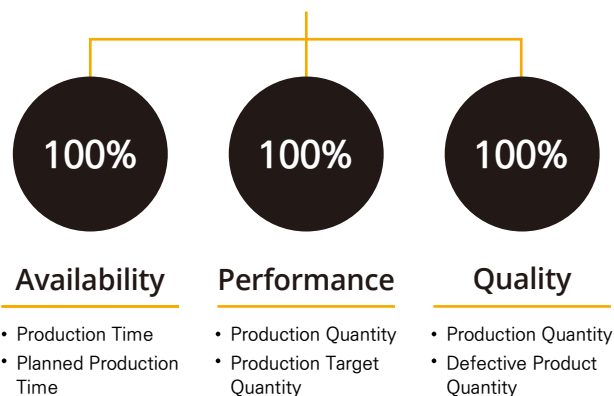 100%
100%
100%
Availability
Performance
Quality
• Production Time
• Planned Production
Time
• Production Quantity
• Production Target
Quantity
• Production Quantity
• Defective Product
Quantity